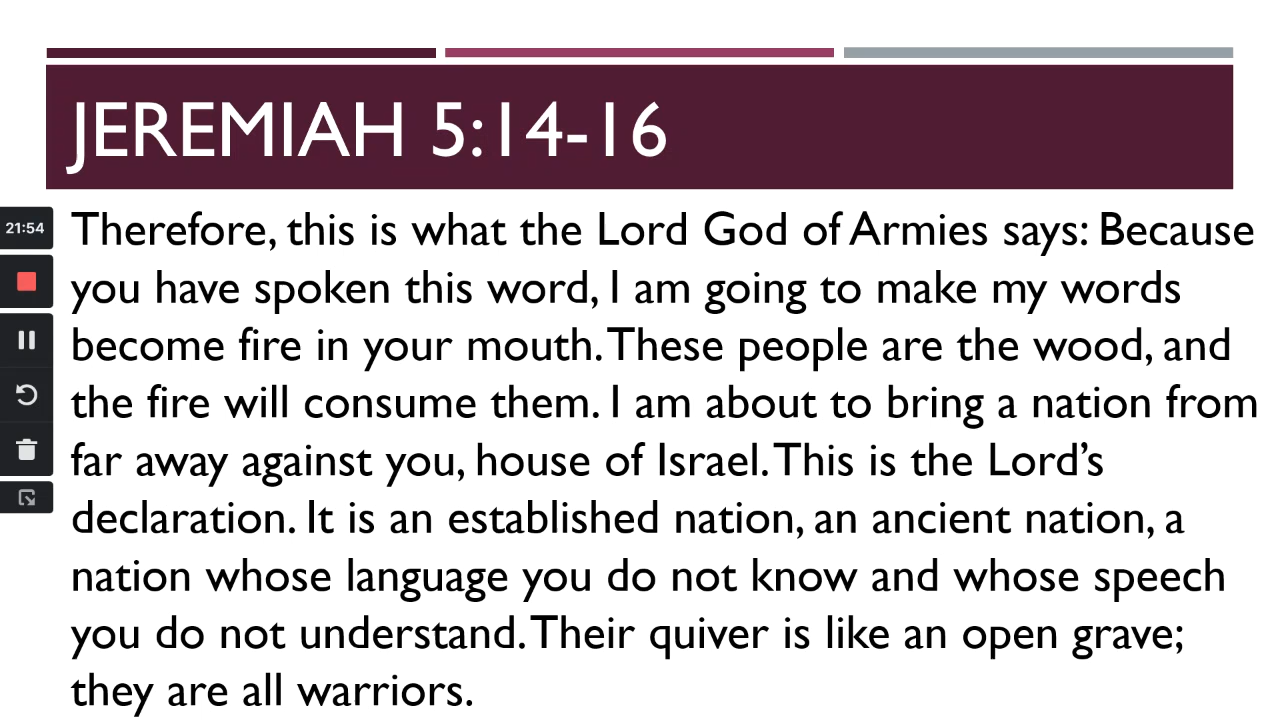 JEREMIAH 5:14-16
21:54
Therefore, this is what the Lord God of Armies says: Because
you have spoken this word, I am going to make my words
become fire in your mouth. These people are the wood, and
the fire will consume them. I am about to bring a nation from
far away against you, house of Israel. This is the Lord’s
declaration. It is an established nation, an ancient nation, a
nation whose language you do not know and whose speech
you do not understand. Their quiver is like an open grave;
they are all warriors.